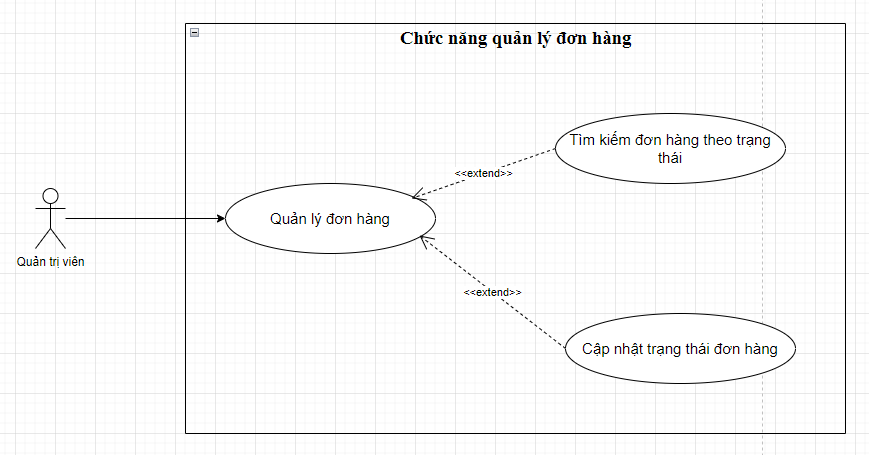 Chức năng quản lý đơn hàng
Tìm kiếm đơn hàng theo trạng
thái
<<extend>>
Quản lý đơn hàng
Quản trị viên
<<extend>>
Cập nhật trạng thái đơn hàng